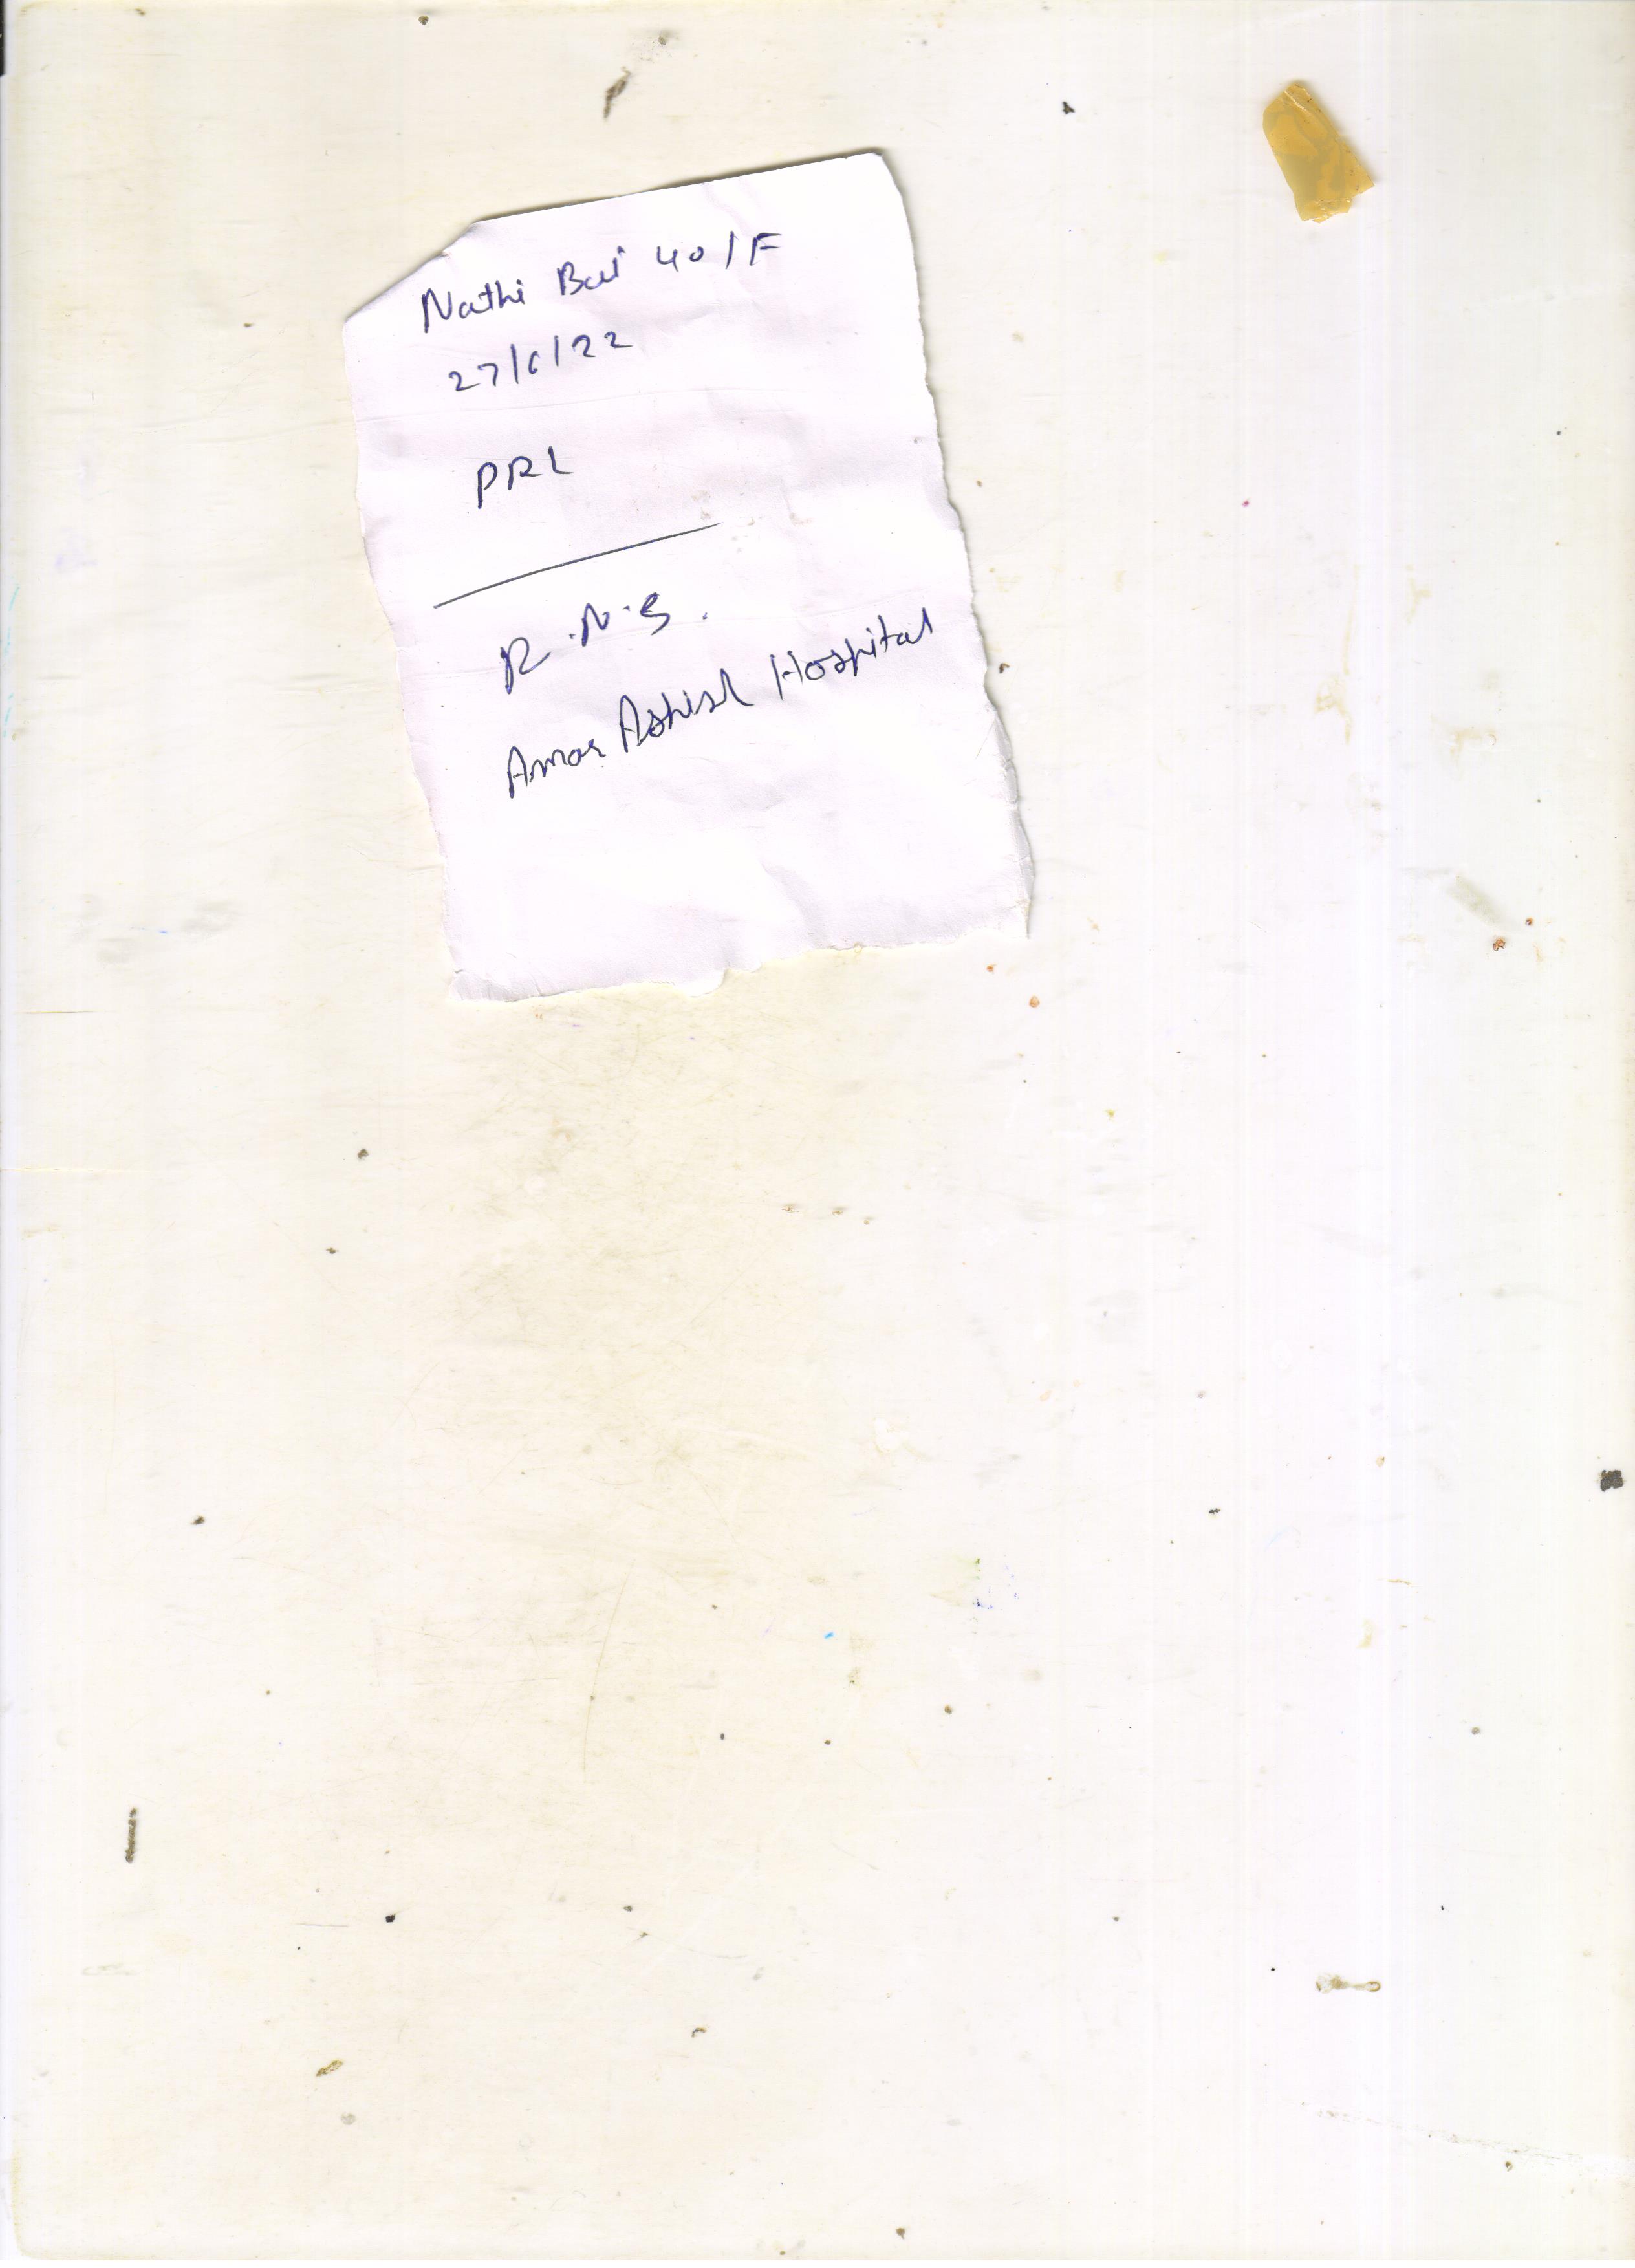 Nathi Bai 40/F
27/6/22
PRL
R.N.S.
Amar Ashish Hospital